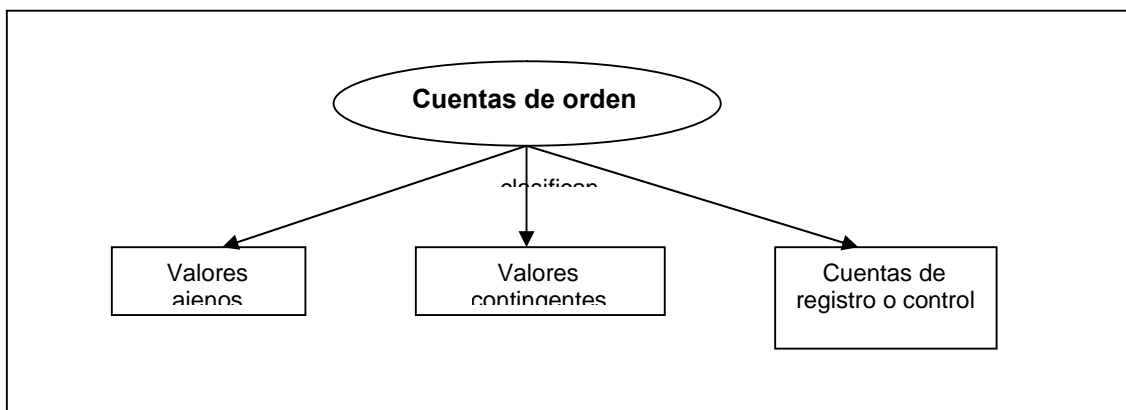 Cuentas de orden
clasifican
Valores
ajenos
Valores
contingentes
Cuentas de
registro o control